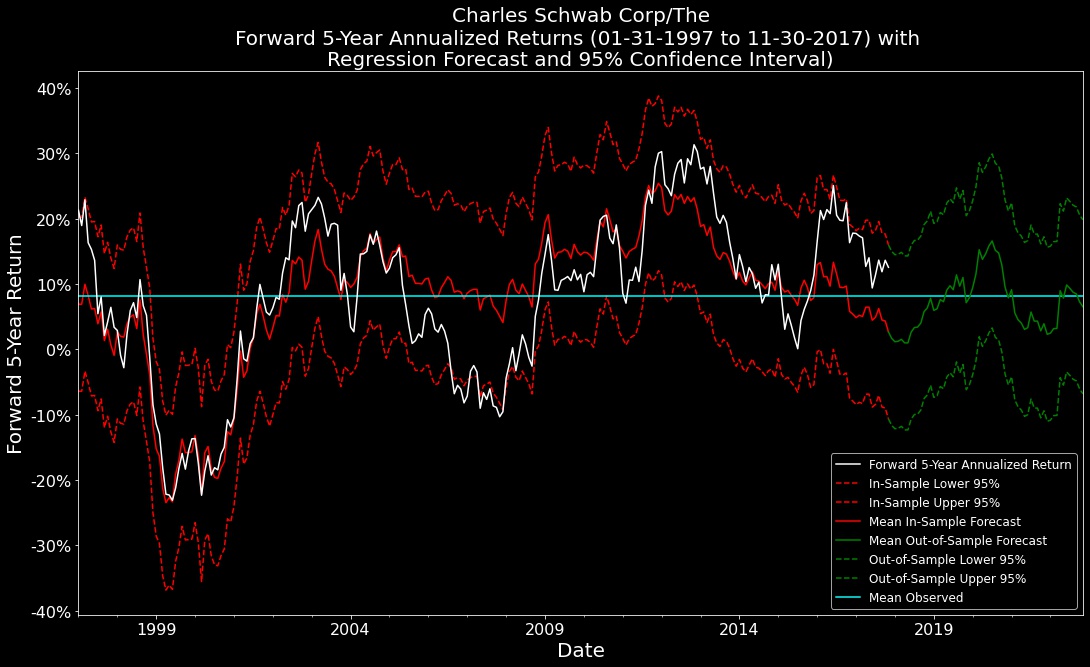 Charles Schwab Corp/The
Forward 5-Year Annualized Returns (01-31-1997 to 11-30-2017) with
Regression Forecast and 95% Confidence Interval)
Forward 5-Year Return
40%
30%
20%
10%
0%
-10%
-20%
-30%
-40%
1999
2004
2009
2014
2019
Date
Forward 5-Year Annualized Return
In-Sample Lower 95%
In-Sample Upper 95%
Mean In-Sample Forecast
Mean Out-of-Sample Forecast
Out-of-Sample Lower 95%
Out-of-Sample Upper 95%
Mean Observed